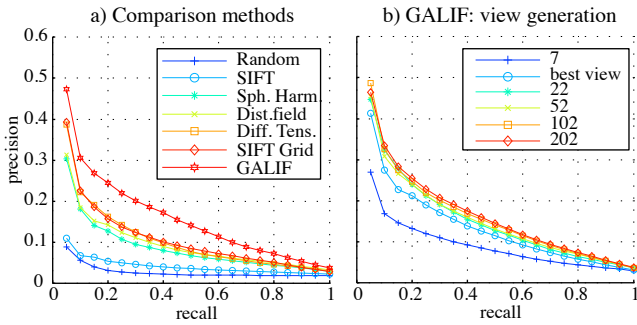 a) Comparison methods
b) GALIF: view generation
precision
0.6
0.5
0.4
0.3
0.2
0.1
0
Random
SIFT
Sph. Harm.
Dist.field
Diff. Tens.
SIFT Grid
GALIF
0.2
0.4
0.6
0.8
1
recall
7
best view
22
52
102
202
0.2
0.4
0.6
0.8
1
recall